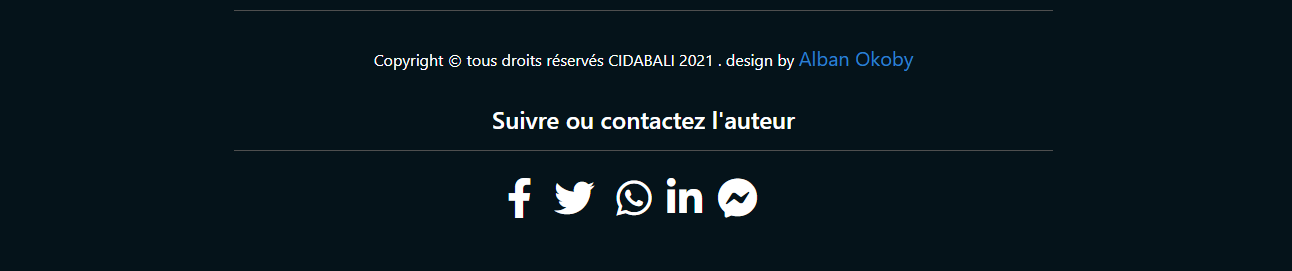 Copyright © tous droits réservés CIDABALI 2021 . design by Alban Okoby
Suivre ou contactez l'auteur